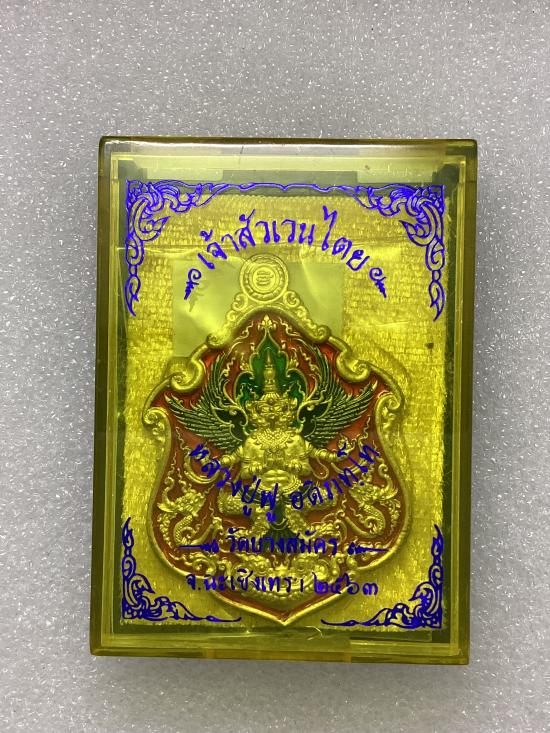 เจ้าสัวเวนไตย
หลวงปู่ฟู อติภทฺโท
วัดบางสมัคร
จ.ฉะเชิงเทรา ๒๕๖๓